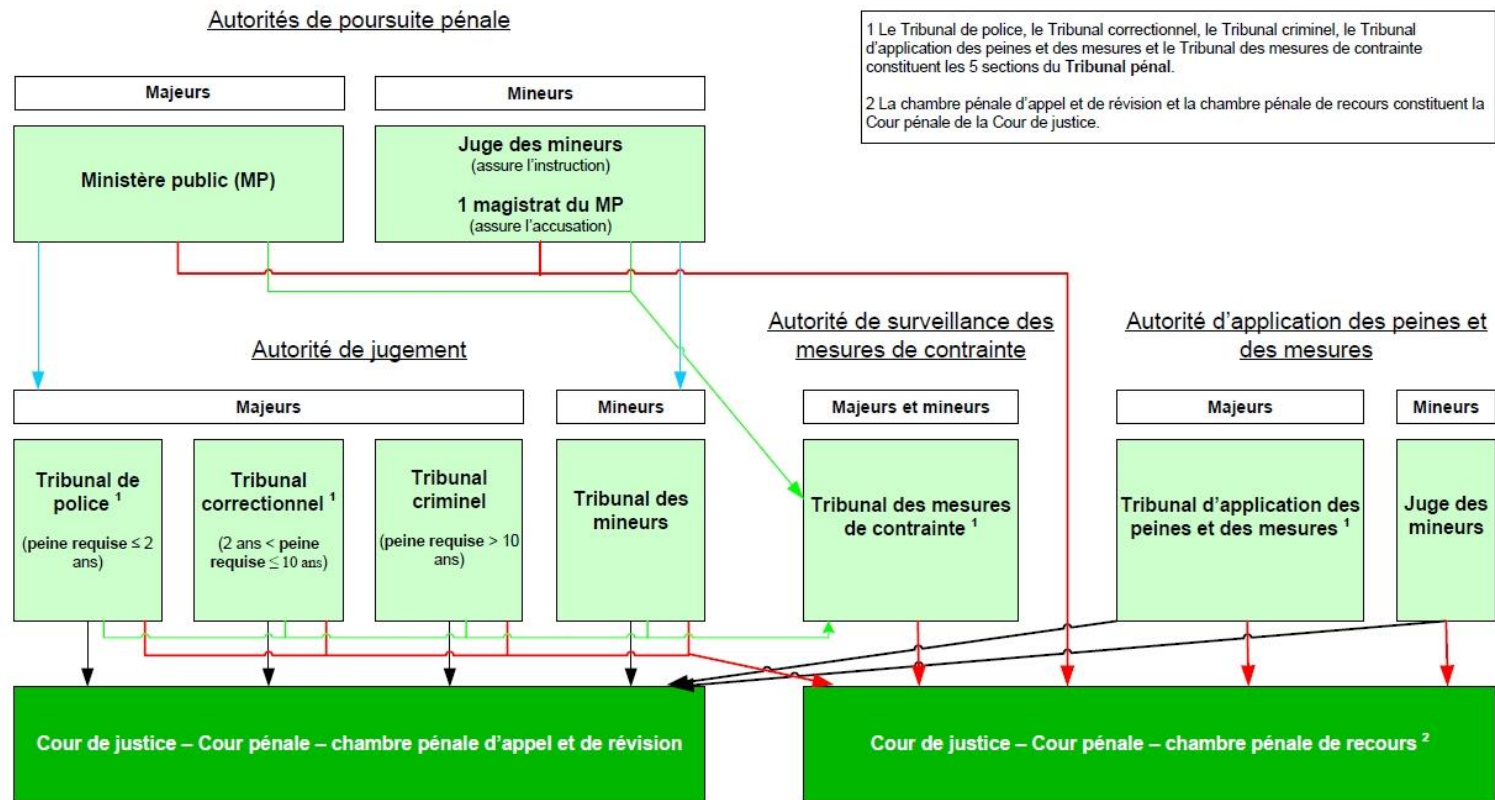 Autorités de poursuite pénale
1 Le Tribunal de police, le Tribunal correctionnel, le Tribunal criminel, le Tribunal
d'application des peines et des mesures et le Tribunal des mesures de contrainte
constituent les 5 sections du Tribunal pénal.
2 La chambre pénale d'appel et de révision et la chambre pénale de recours constituent la
Cour pénale de la Cour de justice.
Majeurs
Mineurs
Ministère public (MP)
Juge des mineurs
(assure l'instruction)
1 magistrat du MP
(assure l'accusation)
Autorité de jugement
Autorité de surveillance des
mesures de contrainte
Autorité d'application des peines et
des mesures
Majeurs
Mineurs
Majeurs et mineurs
Majeurs
Mineurs
Tribunal de
police 1
(peine requise ≤ 2
ans)
Tribunal
correctionnel 1
(2 ans < peine
requise ≤ 10 ans)
Tribunal
criminel
(peine requise > 10
ans)
Tribunal des
mineurs
Tribunal des mesures
de contrainte 1
Tribunal d'application des
peines et des mesures 1
Juge des
mineurs
Cour de justice – Cour pénale – chambre pénale d'appel et de révision
Cour de justice – Cour pénale – chambre pénale de recours 2